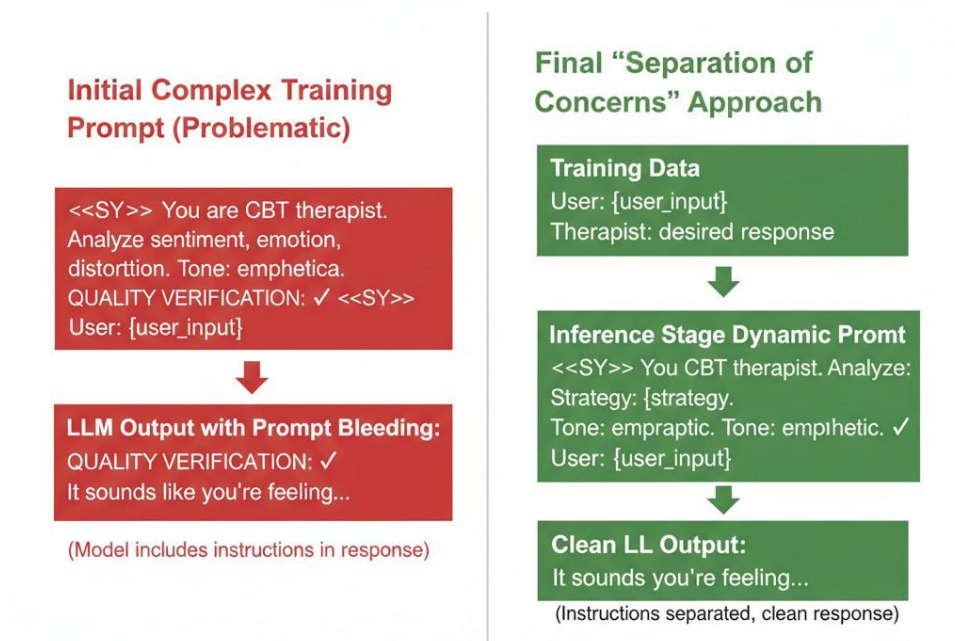 Initial Complex Training
Prompt (Problematic)
<<SY>> You are CBT therapist.
Analyze sentiment, emotion,
distorttion. Tone: emphetica.
QUALITY VERIFICATION: ✓ <<SY>>
User: {user_input}
LLM Output with Prompt Bleeding:
QUALITY VERIFICATION: ✓
It sounds like you're feeling...
(Model includes instructions in response)
Final “Separation of
Concerns” Approach
Training Data
User: {user_input}
Therapist: desired response
Inference Stage Dynamic Promt
<<SY>> You CBT therapist. Analyze:
Strategy: {strategy.
Tone: empraptic. Tone: empıhetic. ✓
User: {user_input}
Clean LL Output:
It sounds you're feeling...
(Instructions separated, clean response)